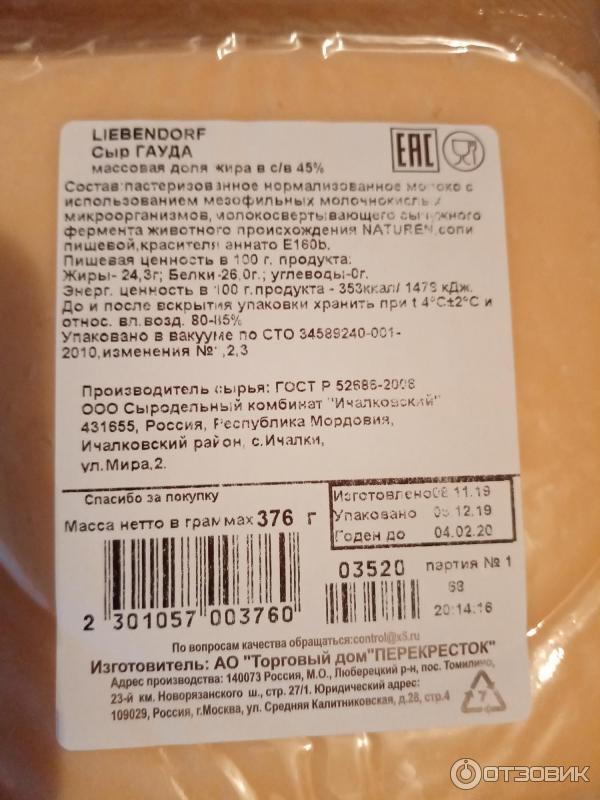 LIEBENDORF
Сыр ГАУДА
массовая доля жира в с/в 45%
EAC
Состав:пастеризованное нормализованное молоко с
использованием мезофильных молочнокислых
микроорганизмов, молокосвертывающего сычужного
фермента животного происхождения NATUREN,соли
пищевой,красителя аннато Е160b.
Пищевая ценность в 100 г. продукта:
Жиры- 24,3г; Белки-26,0г.; углеводы-0г.
Энерг. ценность в 100 г.продукта - 353ккал/ 1479 кДж.
До и после вскрытия упаковки хранить при t 4°C±2°C и
относ. вл.возд. 80-85%
Упаковано в вакууме по СТО 34589240-001-
2010,изменения №1,2,3
Производитель сырья: ГОСТ Р 52686-2006
ООО Сыродельный комбинат "Ичалковский"
431655, Россия, Республика Мордовия,
Ичалковский район, с.Ичалки,
ул.Мира,2.
Спасибо за покупку
Масса нетто в граммах 376 г
Изготовлено 08.11.19
Упаковано 12.19
Годен до 04.02.20
2 301057 003760
03520
партия № 1
68
20:14:16
По вопросам качества обращаться:control@x5.ru
Изготовитель: АО "Торговый дом"ПЕРЕКРЕСТОК"
Адрес производства: 140073 Россия, М.О., Люберецкий р-н, пос. Томилино,
23-й км. Новорязанского ш., стр. 27/1. Юридический адрес:
109029, Россия, г.Москва, ул. Средняя Калитниковская, д.28, стр.4
7
ОТЗОВИК